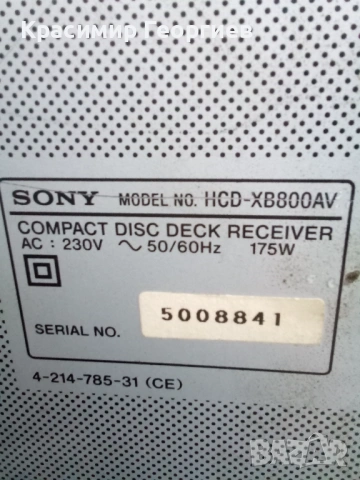 Красимир Георгиев
SONY MODEL NO. HCD-XB800AV
COMPACT DISC DECK RECEIVER
AC : 230V ~ 50/60Hz 175W
SERIAL NO. 5008841
4-214-785-31 (CE)
BAZAR